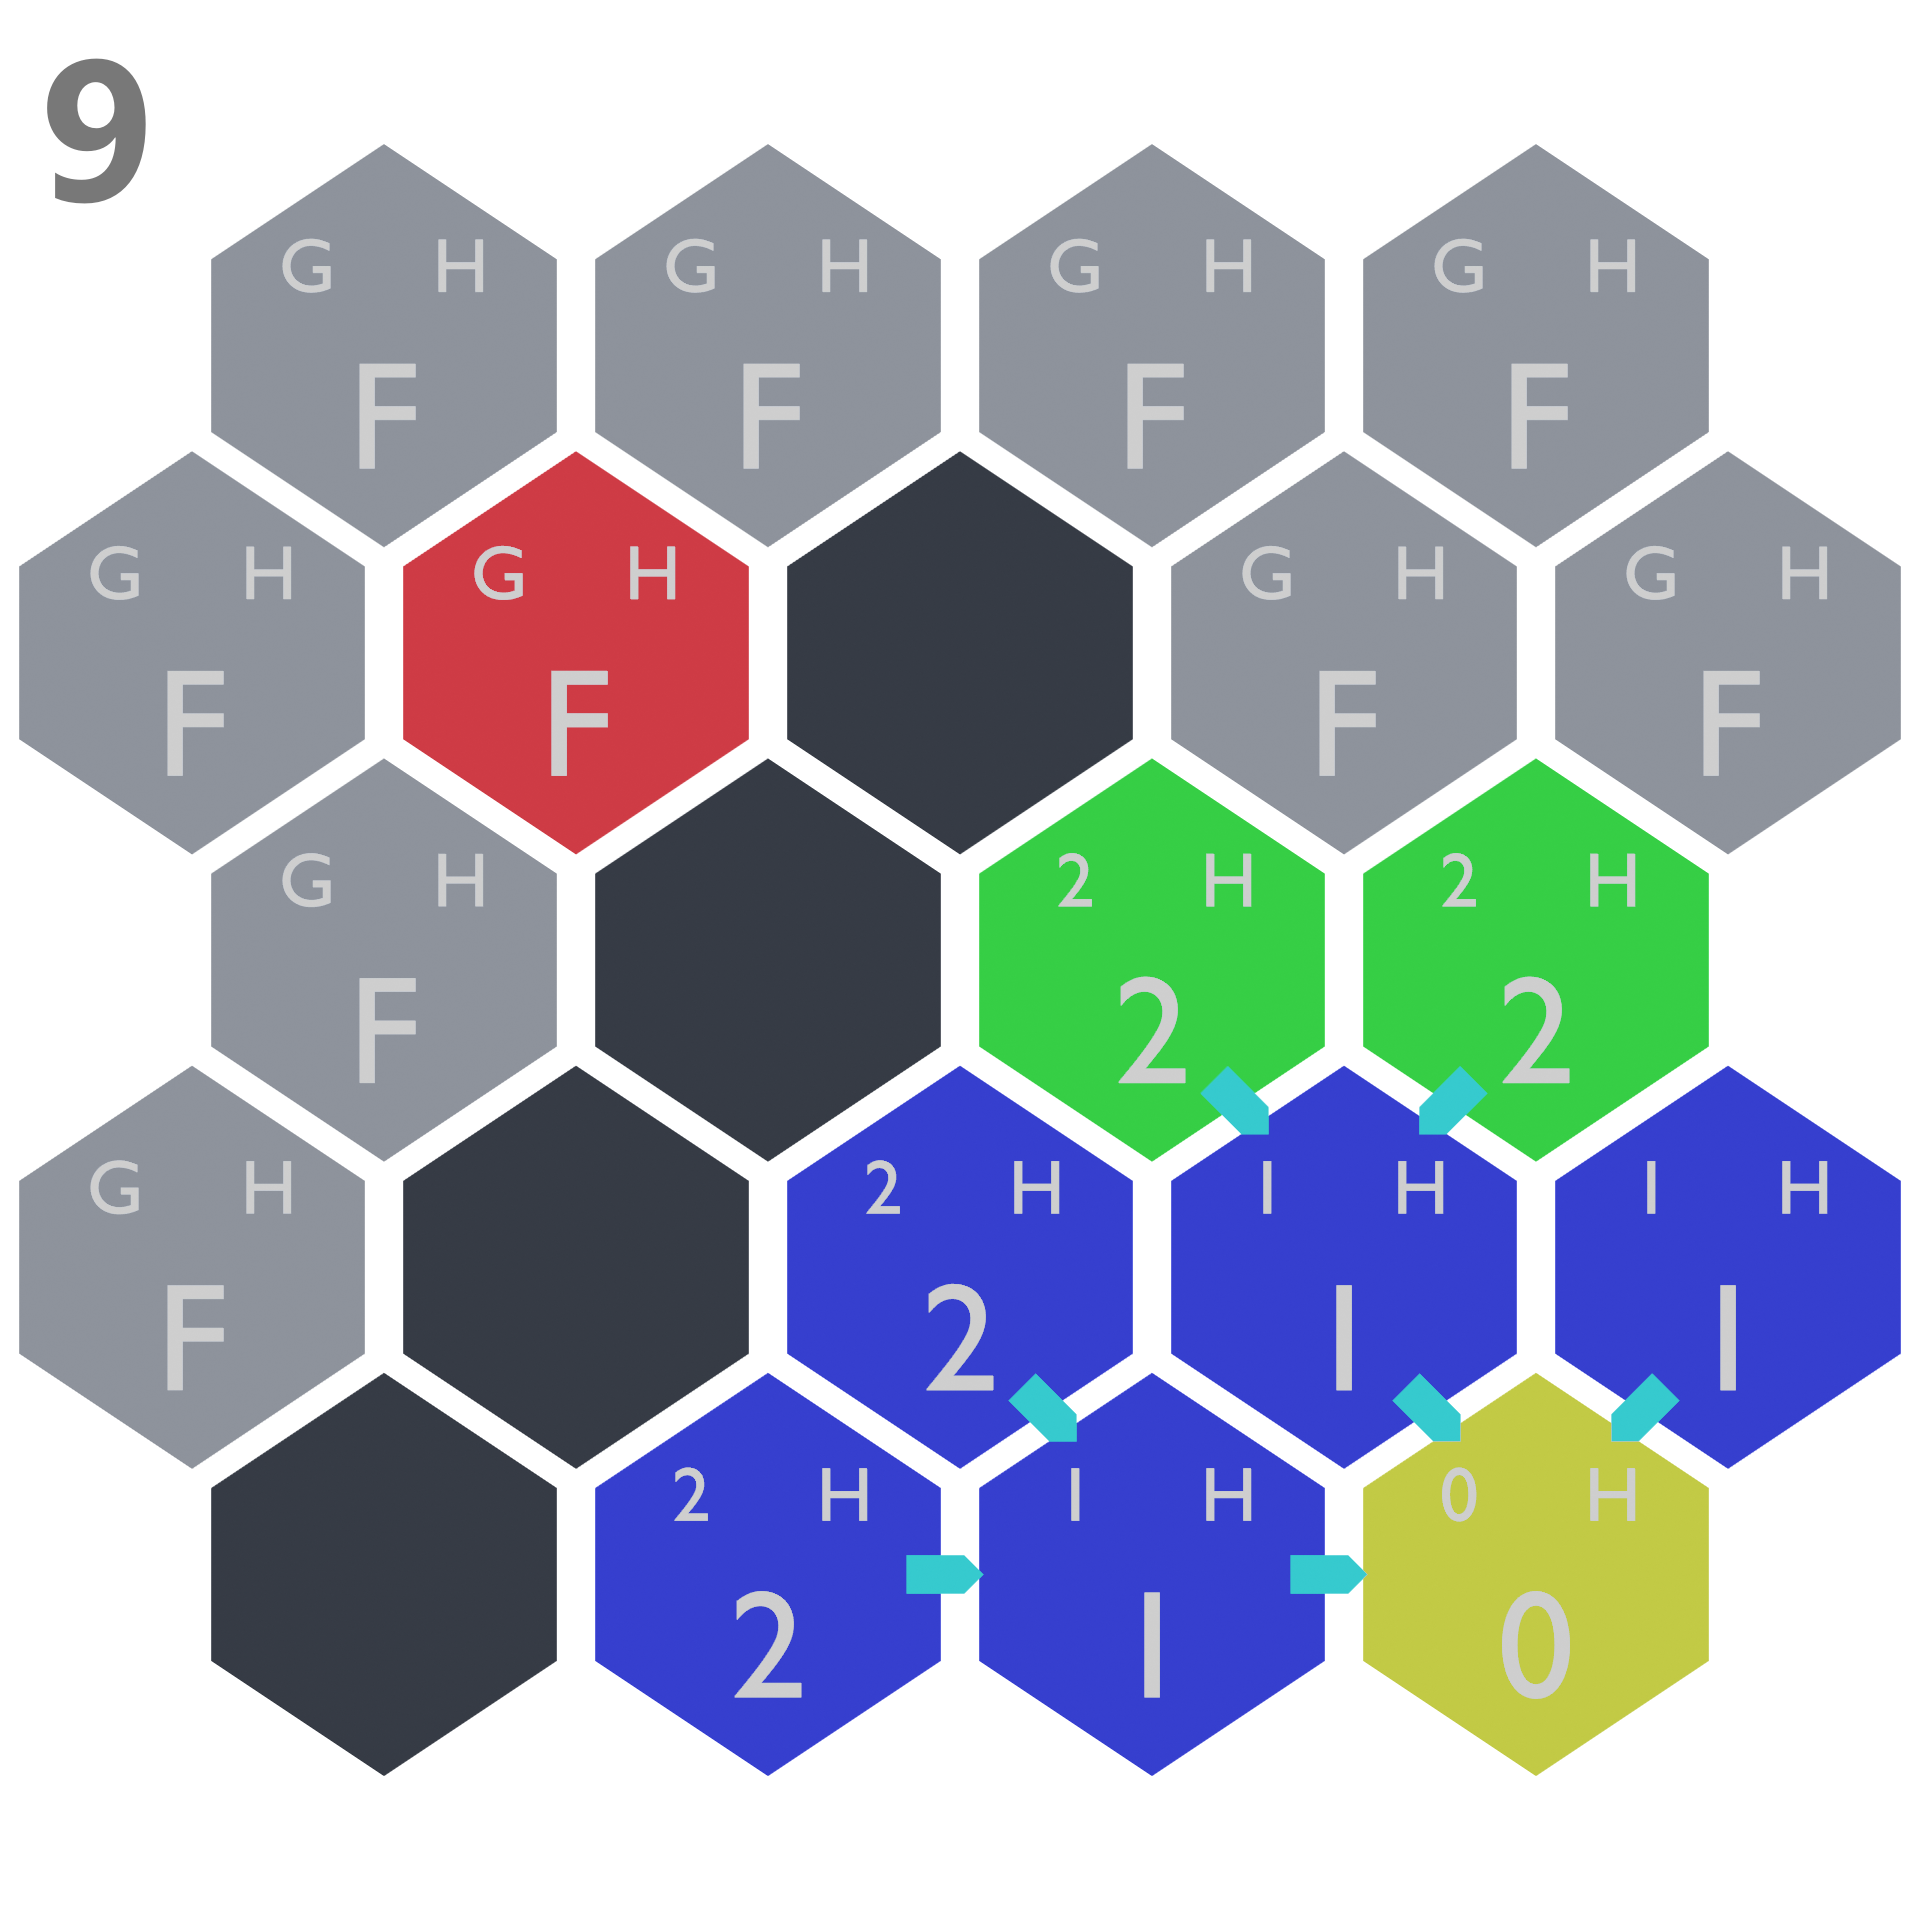 9
G H G H G H G H
F F F F
G H G H G H G H
F F F F
G H 2 H 2 H
F 2 2
G H 2 H I H I H
F 2 I I
2 H I H 0 H
2 I 0